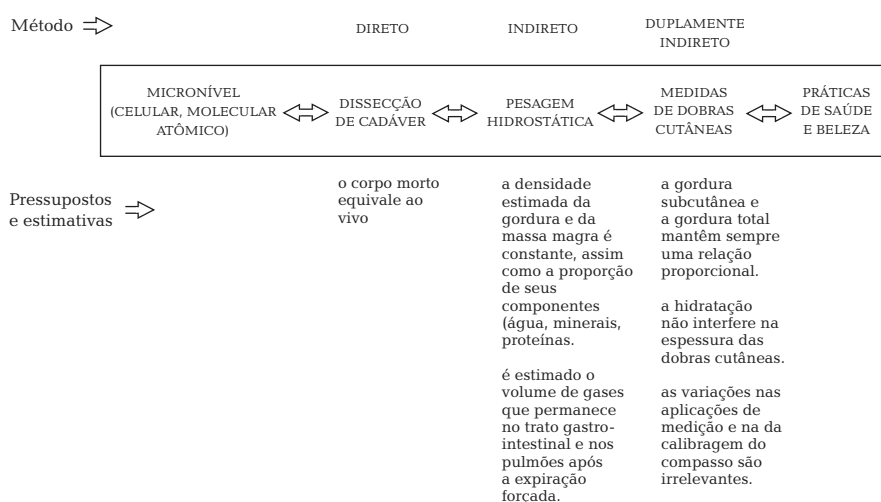 Método
DIRETO
INDIRETO
DUPLAMENTE
INDIRETO
MICRONÍVEL
(CELULAR, MOLECULAR
ATÔMICO)
DISSECÇÃO
DE CADÁVER
PESAGEM
HIDROSTÁTICA
MEDIDAS
DE DOBRAS
CUTÂNEAS
PRÁTICAS
DE SAÚDE
E BELEZA
Pressupostos
e estimativas
o corpo morto
equivale ao
vivo
a densidade
estimada da
gordura e da
massa magra é
constante, assim
como a proporção
de seus
componentes
(água, minerais,
proteínas.
é estimado o
volume de gases
que permanece
no trato gastro-
intestinal e nos
pulmões após
a expiração
forçada.
a gordura
subcutânea e
a gordura total
mantêm sempre
uma relação
proporcional.
a hidratação
não interfere na
espessura das
dobras cutâneas.
as variações nas
aplicações de
medição e na da
calibragem do
compasso são
irrelevantes.